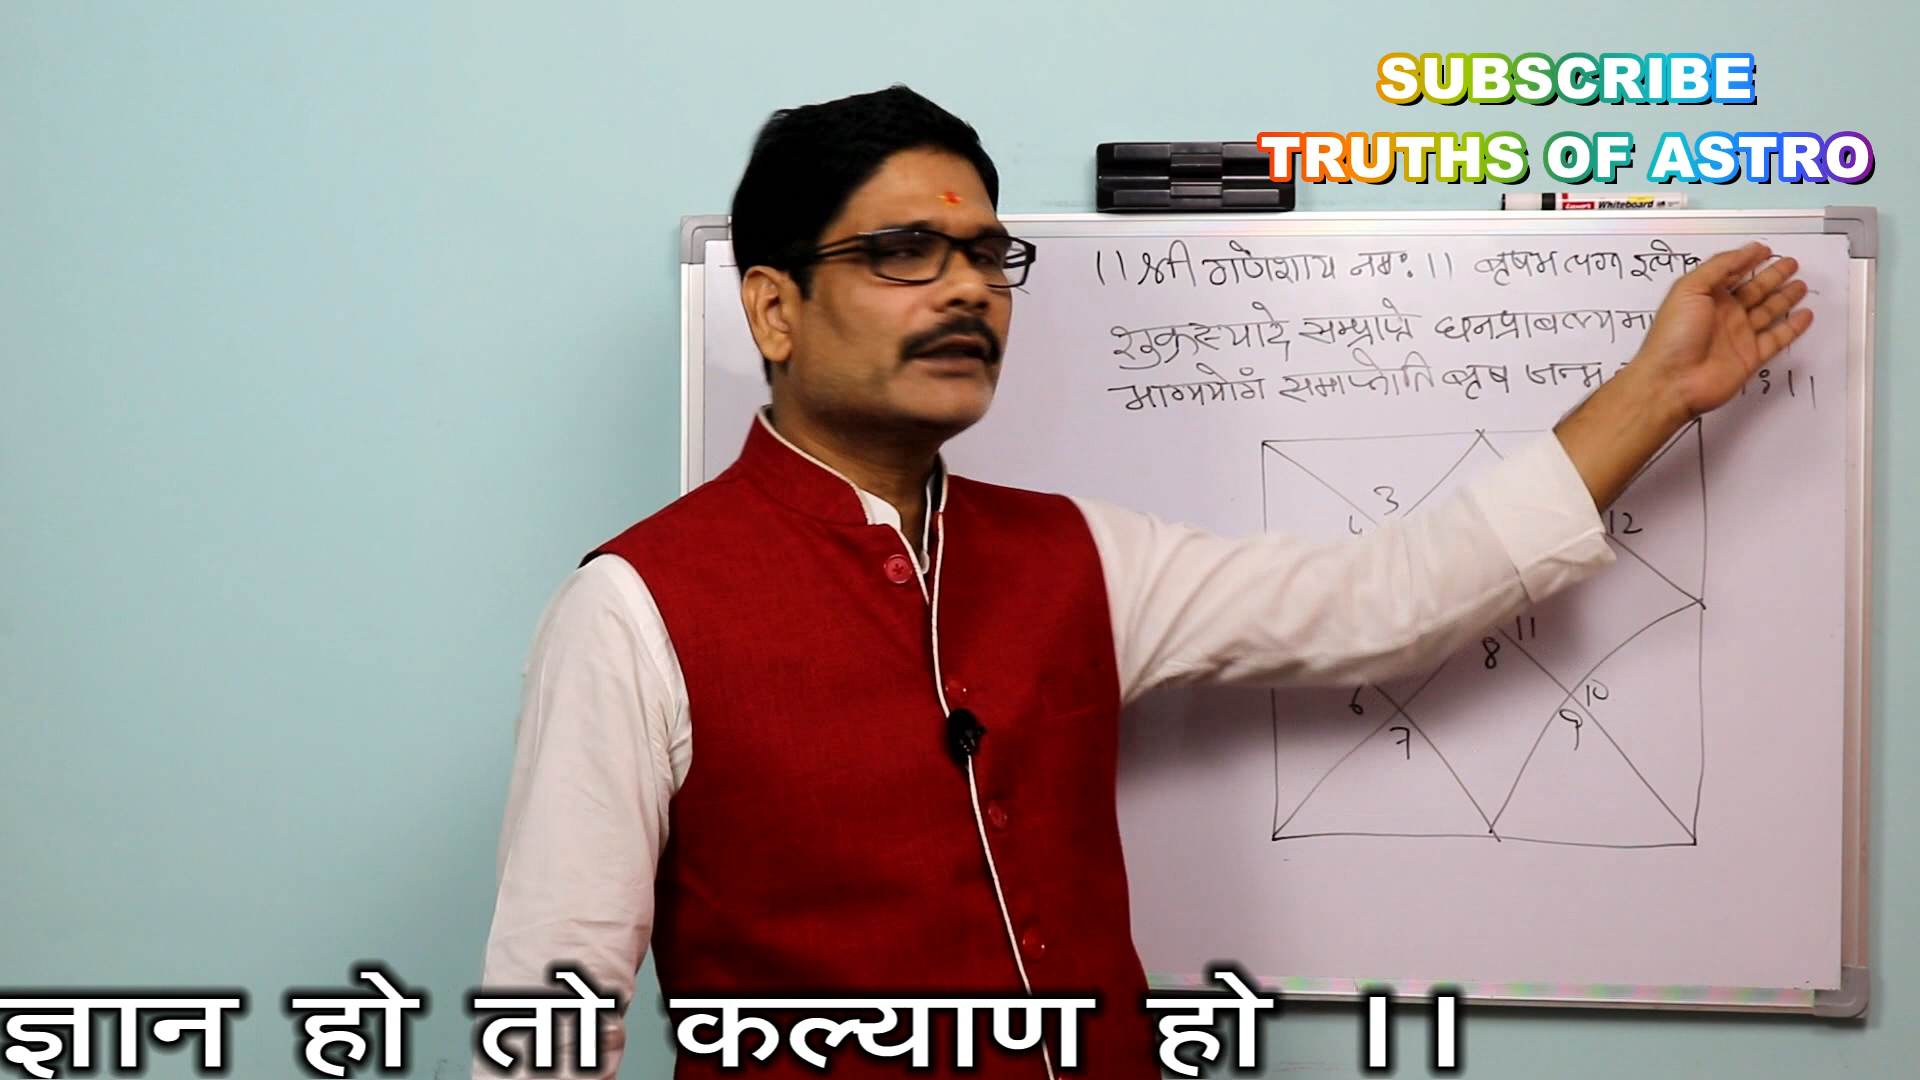 SUBSCRIBE
TRUTHS OF ASTRO
Whiteboard
।। श्री गणेशाय नमः ।। बृषभ लग्न
शुक्रस्यादे सम्प्राप्ते धनप्राबल्य
भाग्ययोगं समाप्नोति बृष जन्म
3
12
11
8
6
10
7
9
ज्ञान हो तो कल्याण हो ।।